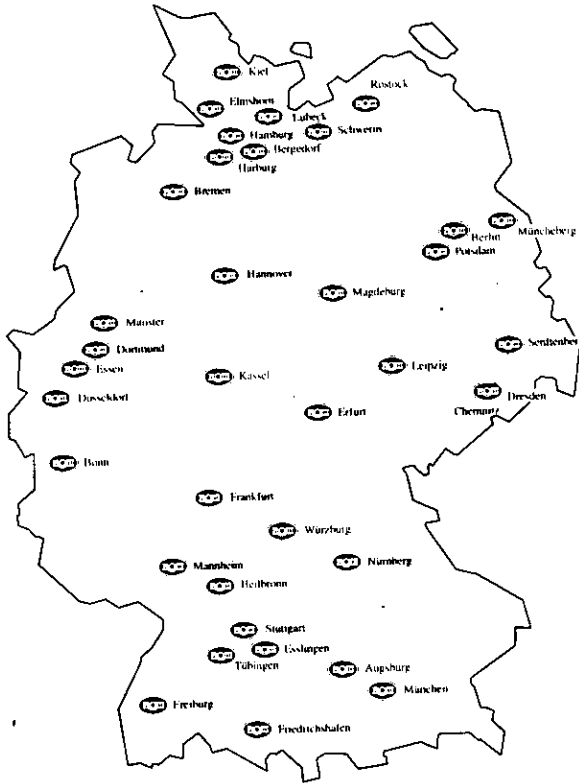 Kiel
Rostock
Elmshorn
Lübeck
Schwerin
Hamburg
Bergedorf
Harburg
Bremen
Müncheberg
Berlin
Potsdam
Hannover
Magdeburg
Münster
Dortmund
Senftenberg
Essen
Leipzig
Kassel
Düsseldorf
Dresden
Chemnitz
Erfurt
Bonn
Frankfurt
Würzburg
Mannheim
Nürnberg
Heilbronn
Stuttgart
Esslingen
Tübingen
Augsburg
München
Freiburg
Friedrichshafen